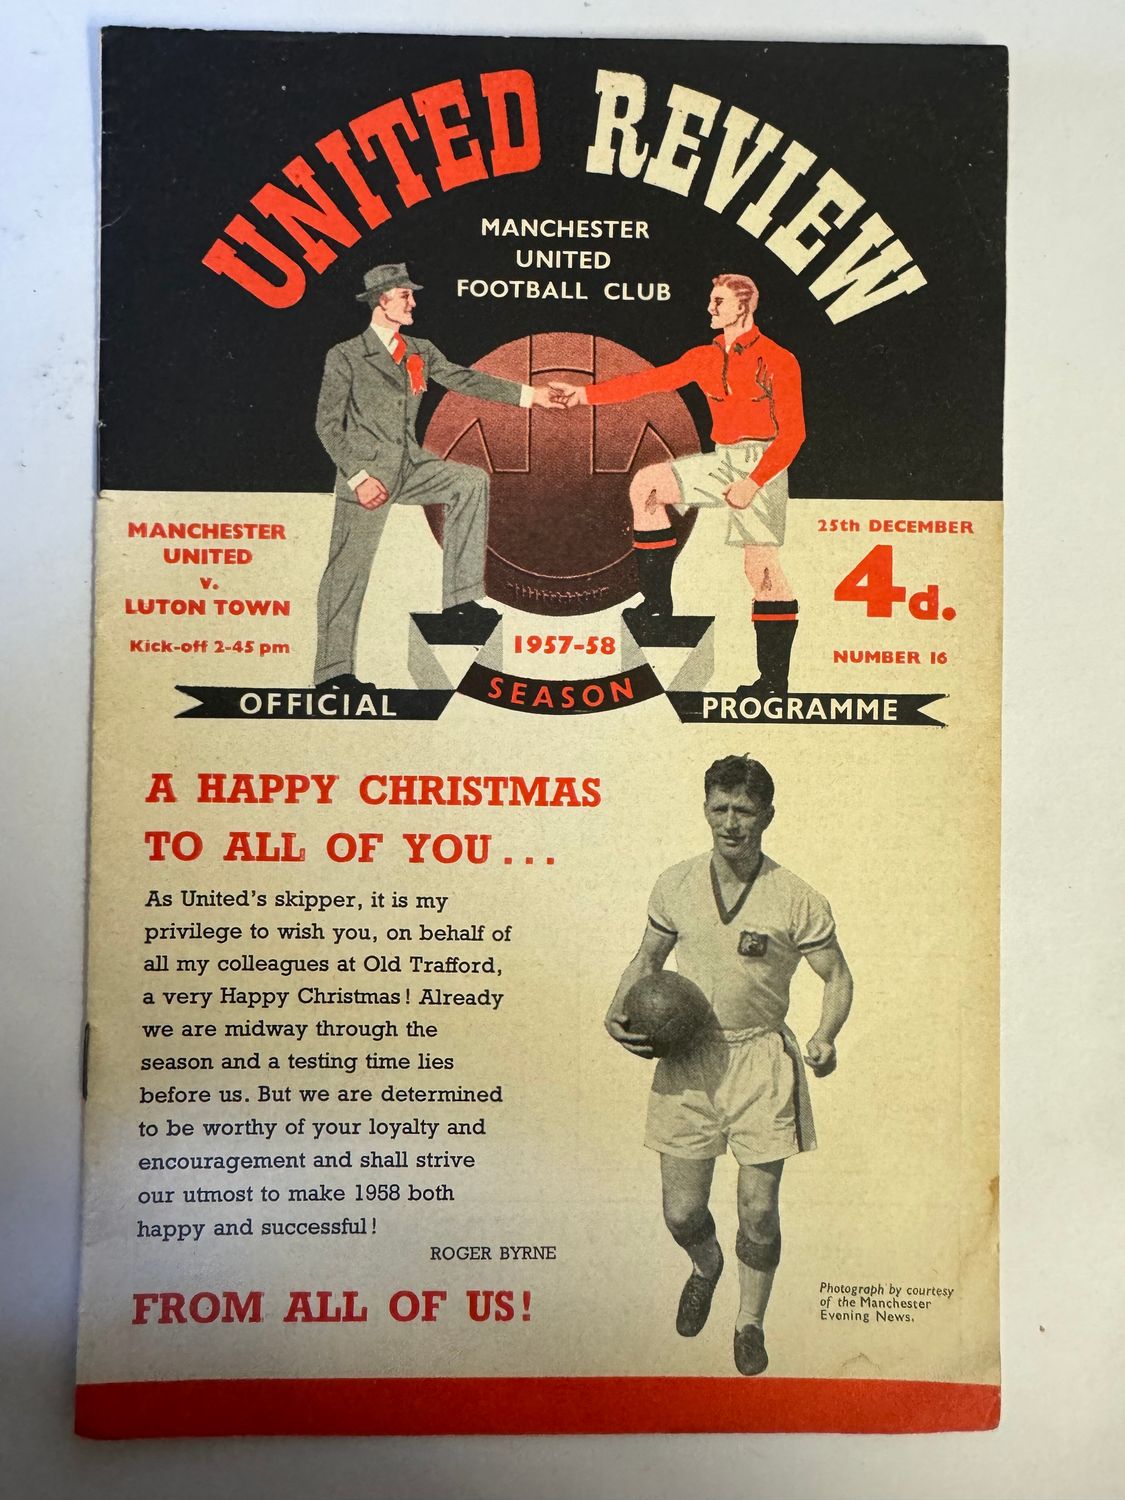 UNITED REVIEW
MANCHESTER
UNITED
FOOTBALL CLUB
MANCHESTER
UNITED
v.
LUTON TOWN
Kick-off 2-45 pm
25th DECEMBER
4d.
NUMBER 16
1957-58
OFFICIAL SEASON PROGRAMME
A HAPPY CHRISTMAS
TO ALL OF YOU...
As United's skipper, it is my
privilege to wish you, on behalf of
all my colleagues at Old Trafford,
a very Happy Christmas! Already
we are midway through the
season and a testing time lies
before us. But we are determined
to be worthy of your loyalty and
encouragement and shall strive
our utmost to make 1958 both
happy and successful!
ROGER BYRNE
FROM ALL OF US!
Photograph by courtesy
of the Manchester
Evening News.